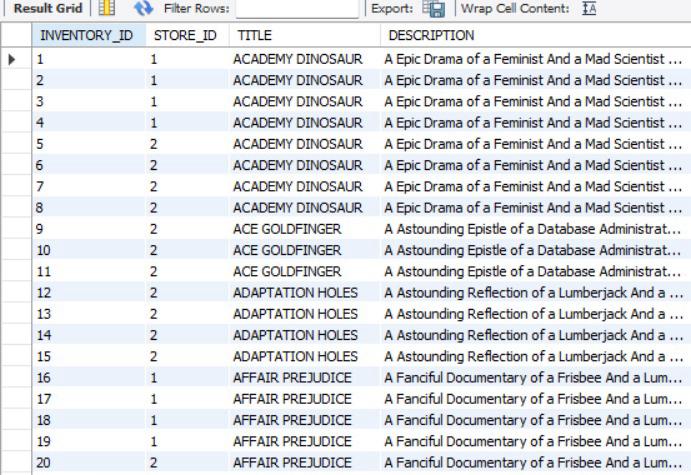 Result Grid Filter Rows: Export: Wrap Cell Content: IA
INVENTORY_ID STORE_ID TITLE DESCRIPTION
1 1 ACADEMY DINOSAUR A Epic Drama of a Feminist And a Mad Scientist ...
2 1 ACADEMY DINOSAUR A Epic Drama of a Feminist And a Mad Scientist ...
3 1 ACADEMY DINOSAUR A Epic Drama of a Feminist And a Mad Scientist ...
4 1 ACADEMY DINOSAUR A Epic Drama of a Feminist And a Mad Scientist ...
5 2 ACADEMY DINOSAUR A Epic Drama of a Feminist And a Mad Scientist ...
6 2 ACADEMY DINOSAUR A Epic Drama of a Feminist And a Mad Scientist ...
7 2 ACADEMY DINOSAUR A Epic Drama of a Feminist And a Mad Scientist ...
8 2 ACADEMY DINOSAUR A Epic Drama of a Feminist And a Mad Scientist ...
9 2 ACE GOLDFINGER A Astounding Epistle of a Database Administrat...
10 2 ACE GOLDFINGER A Astounding Epistle of a Database Administrat...
11 2 ACE GOLDFINGER A Astounding Epistle of a Database Administrat...
12 2 ADAPTATION HOLES A Astounding Reflection of a Lumberjack And a ...
13 2 ADAPTATION HOLES A Astounding Reflection of a Lumberjack And a ...
14 2 ADAPTATION HOLES A Astounding Reflection of a Lumberjack And a ...
15 2 ADAPTATION HOLES A Astounding Reflection of a Lumberjack And a ...
16 1 AFFAIR PREJUDICE A Fanciful Documentary of a Frisbee And a Lum...
17 1 AFFAIR PREJUDICE A Fanciful Documentary of a Frisbee And a Lum...
18 1 AFFAIR PREJUDICE A Fanciful Documentary of a Frisbee And a Lum...
19 1 AFFAIR PREJUDICE A Fanciful Documentary of a Frisbee And a Lum...
20 2 AFFAIR PREJUDICE A Fanciful Documentary of a Frisbee And a Lum...